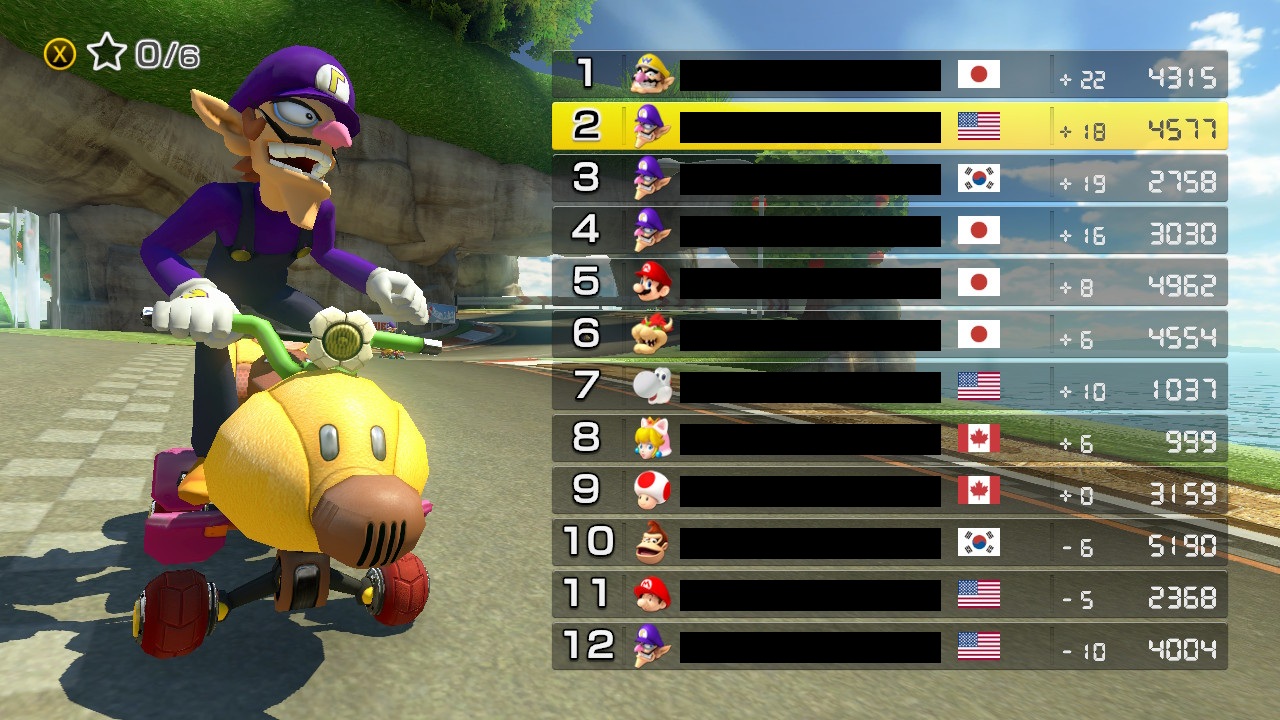 X 0/6
1 + 22 4315
2 + 18 4577
3 + 19 2758
4 + 16 3030
5 + 8 4962
6 + 6 4554
7 + 10 1037
8 + 6 999
9 + 0 3159
10 - 6 5190
11 - 5 2368
12 - 10 4004